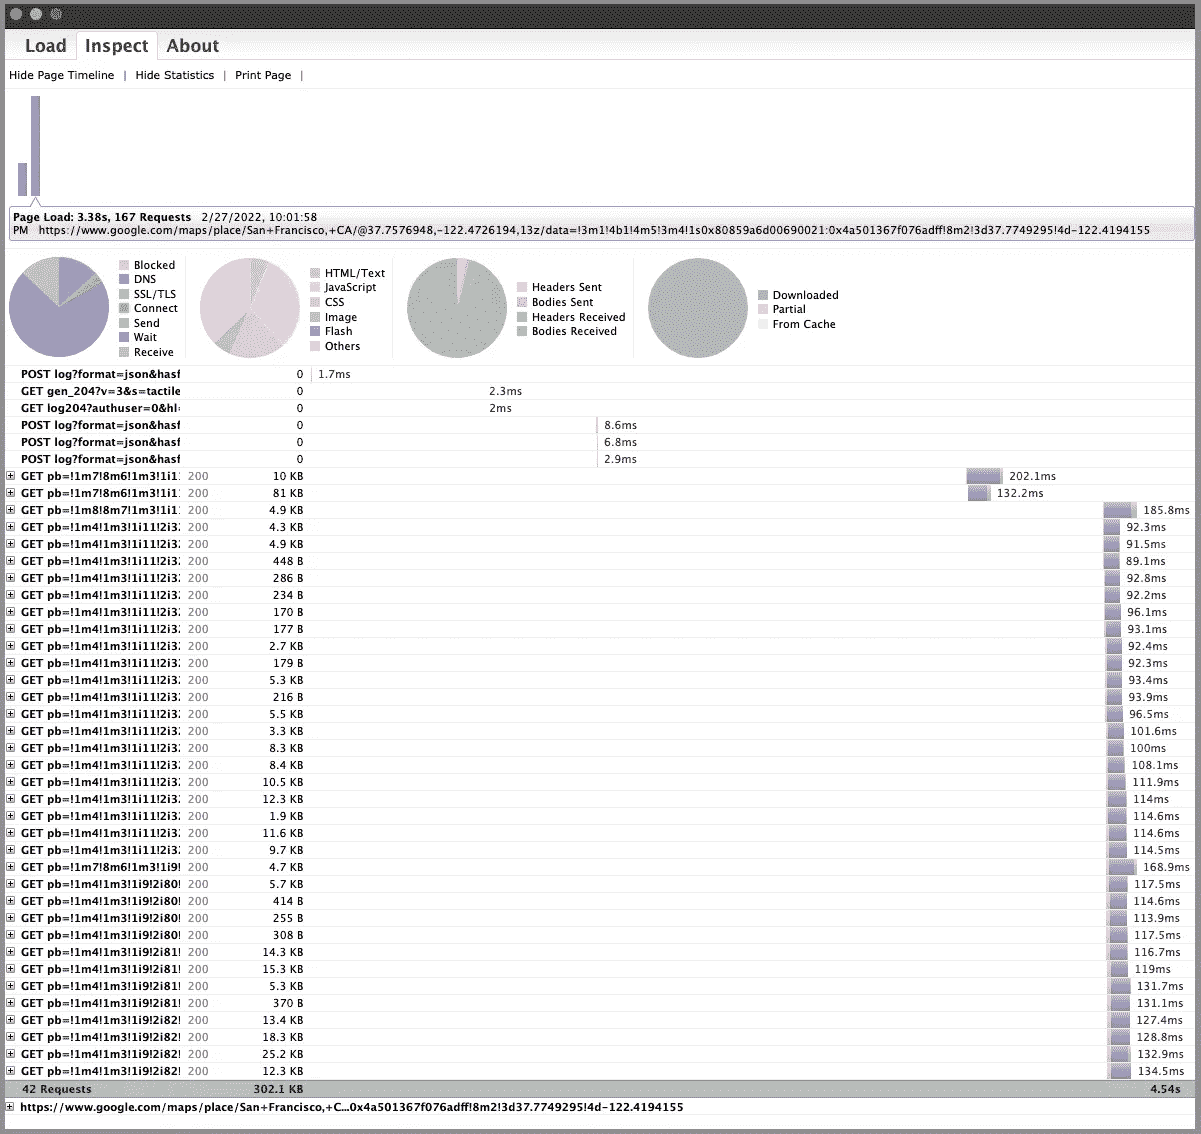 Load Inspect About
Hide Page Timeline | Hide Statistics | Print Page |
Page Load: 3.38s, 167 Requests 2/27/2022, 10:01:58
PM https://www.google.com/maps/place/San+Francisco,+CA/@37.7576948,-122.4726194,13z/data=!3m1!4b1!4m5!3m4!1s0x80859a6d00690021:0x4a501367f076adff!8m2!3d37.7749295!4d-122.4194155
Blocked
DNS
SSL/TLS
Connect
Send
Wait
Receive
HTML/Text
JavaScript
CSS
Image
Flash
Others
Headers Sent
Bodies Sent
Headers Received
Bodies Received
Downloaded
Partial
From Cache
POST log?format=json&hasf 0 1.7ms
GET gen_204?v=3&s=tactile 0 2.3ms
GET log204?authuser=0&hl= 0 2ms
POST log?format=json&hasf 0 8.6ms
POST log?format=json&hasf 0 6.8ms
POST log?format=json&hasf 0 2.9ms
GET pb=!1m7!8m6!1m3!1i1 200 10 KB 202.1ms
GET pb=!1m7!8m6!1m3!1i1 200 81 KB 132.2ms
GET pb=!1m8!8m7!1m3!1i1 200 4.9 KB 185.8ms
GET pb=!1m4!1m3!1i11!2i3 200 4.3 KB 92.3ms
GET pb=!1m4!1m3!1i11!2i3 200 4.9 KB 91.5ms
GET pb=!1m4!1m3!1i11!2i3 200 448 B 89.1ms
GET pb=!1m4!1m3!1i11!2i3 200 286 B 92.8ms
GET pb=!1m4!1m3!1i11!2i3 200 234 B 92.2ms
GET pb=!1m4!1m3!1i11!2i3 200 170 B 96.1ms
GET pb=!1m4!1m3!1i11!2i3 200 177 B 93.1ms
GET pb=!1m4!1m3!1i11!2i3 200 2.7 KB 92.4ms
GET pb=!1m4!1m3!1i11!2i3 200 179 B 92.3ms
GET pb=!1m4!1m3!1i11!2i3 200 5.3 KB 93.4ms
GET pb=!1m4!1m3!1i11!2i3 200 216 B 93.9ms
GET pb=!1m4!1m3!1i11!2i3 200 5.5 KB 96.5ms
GET pb=!1m4!1m3!1i11!2i3 200 3.3 KB 101.6ms
GET pb=!1m4!1m3!1i11!2i3 200 8.3 KB 100ms
GET pb=!1m4!1m3!1i11!2i3 200 8.4 KB 108.1ms
GET pb=!1m4!1m3!1i11!2i3 200 10.5 KB 111.9ms
GET pb=!1m4!1m3!1i11!2i3 200 12.3 KB 114ms
GET pb=!1m4!1m3!1i11!2i3 200 1.9 KB 114.6ms
GET pb=!1m4!1m3!1i11!2i3 200 11.6 KB 114.6ms
GET pb=!1m4!1m3!1i11!2i3 200 9.7 KB 114.5ms
GET pb=!1m7!8m6!1m3!1i9! 200 4.7 KB 168.9ms
GET pb=!1m4!1m3!1i9!2i80! 200 5.7 KB 117.5ms
GET pb=!1m4!1m3!1i9!2i80! 200 414 B 114.6ms
GET pb=!1m4!1m3!1i9!2i80! 200 255 B 113.9ms
GET pb=!1m4!1m3!1i9!2i80! 200 308 B 117.5ms
GET pb=!1m4!1m3!1i9!2i81! 200 14.3 KB 116.7ms
GET pb=!1m4!1m3!1i9!2i81! 200 15.3 KB 119ms
GET pb=!1m4!1m3!1i9!2i81! 200 5.3 KB 131.7ms
GET pb=!1m4!1m3!1i9!2i81! 200 370 B 131.1ms
GET pb=!1m4!1m3!1i9!2i82! 200 13.4 KB 127.4ms
GET pb=!1m4!1m3!1i9!2i82! 200 18.3 KB 128.8ms
GET pb=!1m4!1m3!1i9!2i82! 200 25.2 KB 132.9ms
GET pb=!1m4!1m3!1i9!2i82! 200 12.3 KB 134.5ms
42 Requests 302.1 KB 4.54s
https://www.google.com/maps/place/San+Francisco,+C...0x4a501367f076adff!8m2!3d37.7749295!4d-122.4194155